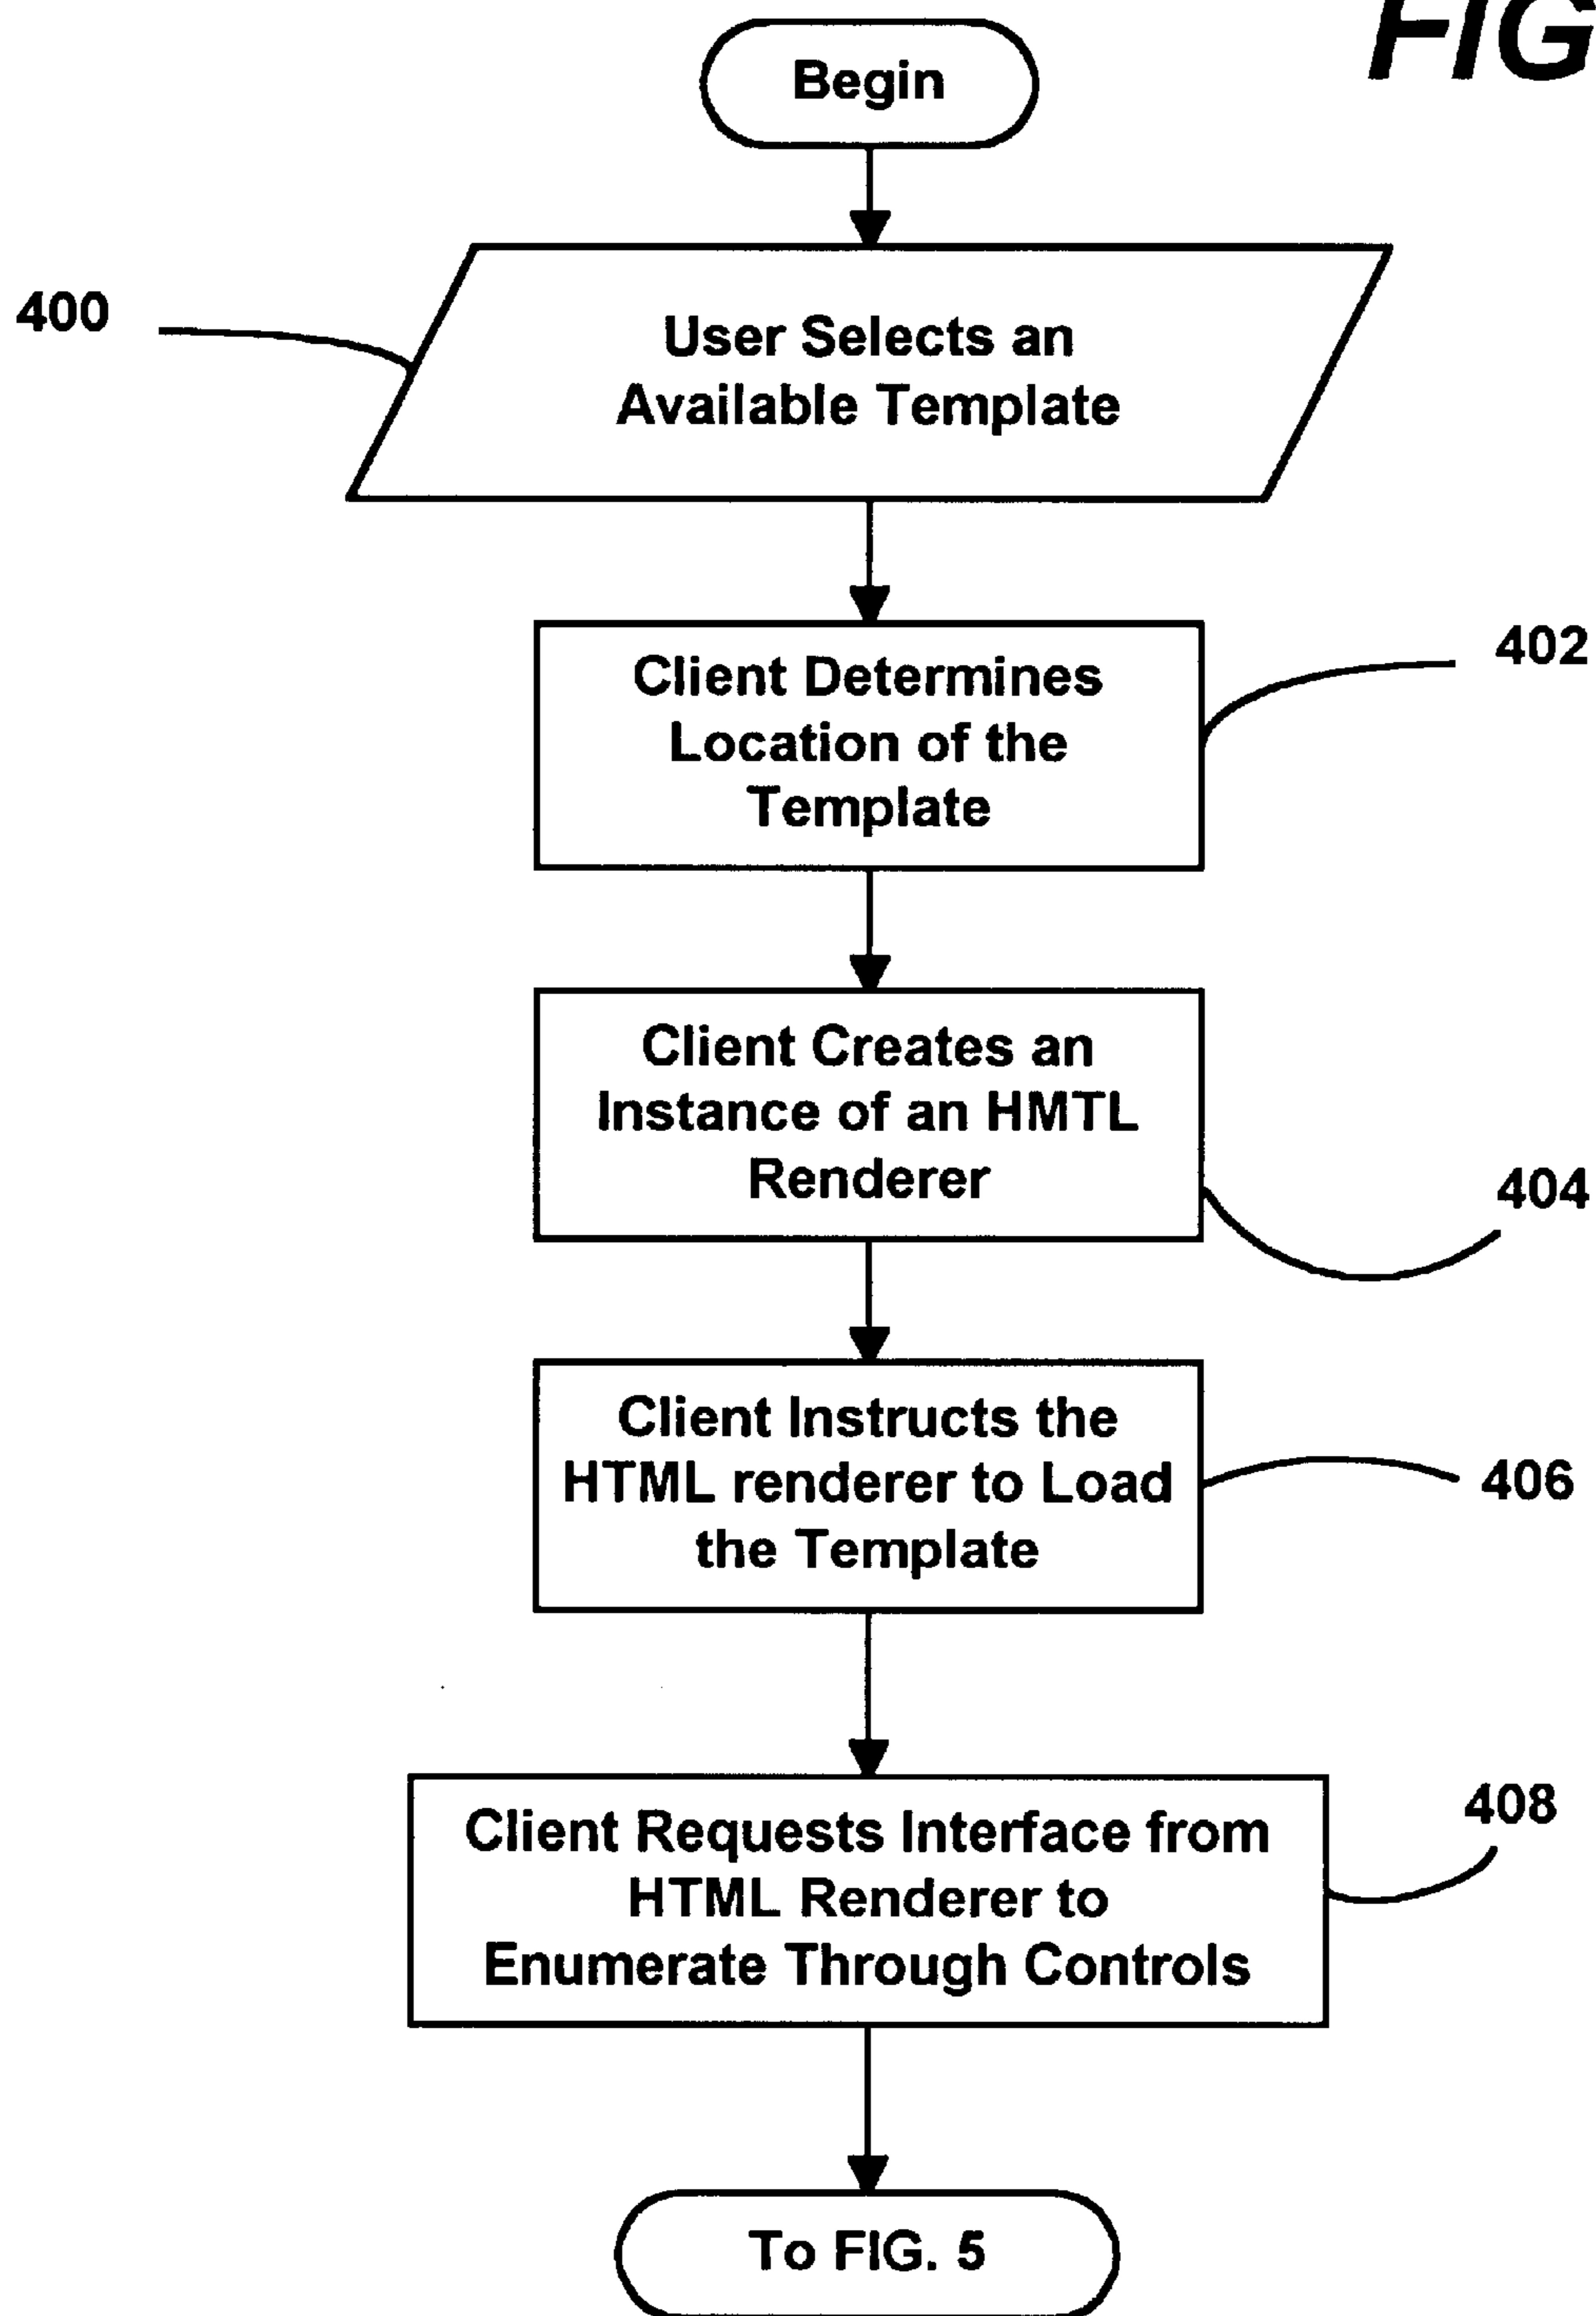 FIG
Begin
400
User Selects an
Available Template
402
Client Determines
Location of the
Template
Client Creates an
Instance of an HMTL
Renderer
404
Client Instructs the
HTML renderer to Load
the Template
406
408
Client Requests Interface from
HTML Renderer to
Enumerate Through Controls
To FIG. 5